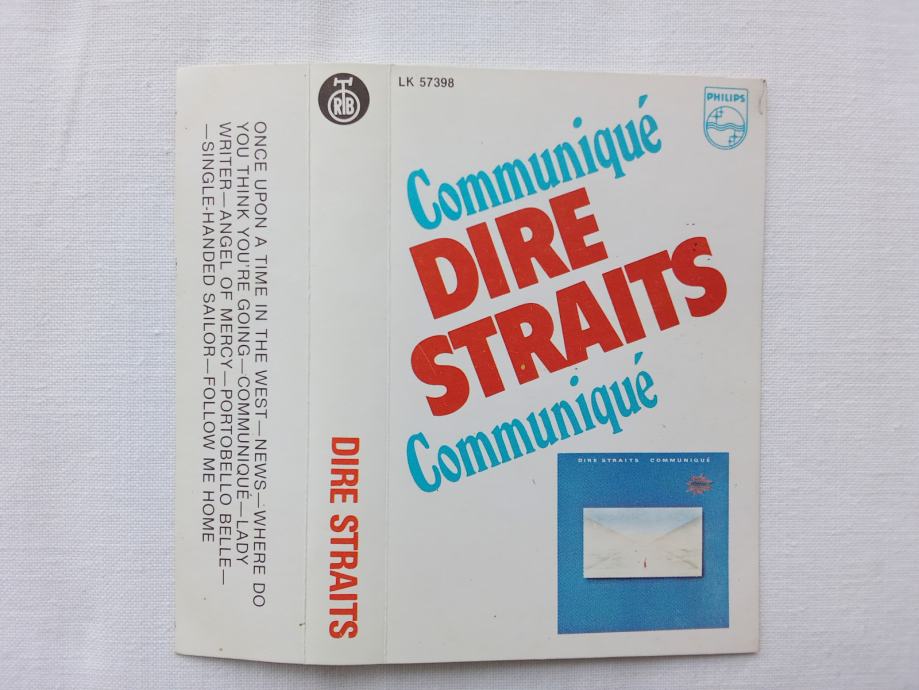 ONCE UPON A TIME IN THE WEST—NEWS—WHERE DO
YOU THINK YOU'RE GOING—COMMUNIQUÉ—LADY
WRITER—ANGEL OF MERCY—PORTOBELLO BELLE—
—SINGLE-HANDED SAILOR—FOLLOW ME HOME
RTB
DIRE STRAITS
LK 57398
PHILIPS
Communiqué
DIRE
STRAITS
Communiqué
DIRE STRAITS COMMUNIQUÉ